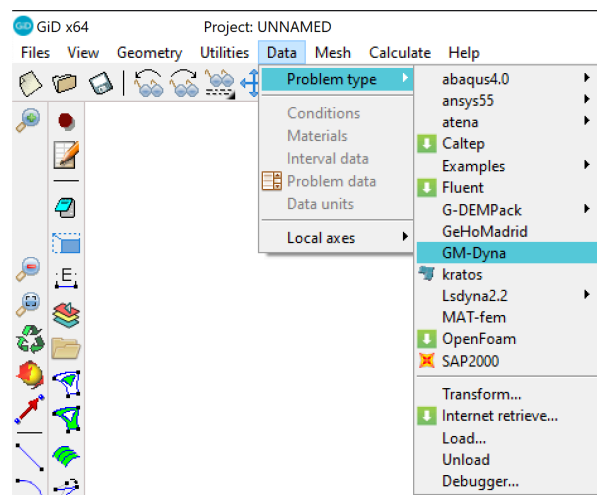 GiD GiD x64 Project: UNNAMED
Files View Geometry Utilities Data Mesh Calculate Help
Problem type
Conditions
Materials
Interval data
Problem data
Data units
Local axes
abaqus4.0
ansys55
atena
Caltep
Examples
Fluent
G-DEMPack
GeHoMadrid
GM-Dyna
kratos
Lsdyna2.2
MAT-fem
OpenFoam
SAP2000
Transform...
Internet retrieve...
Load...
Unload
Debugger...
:E: